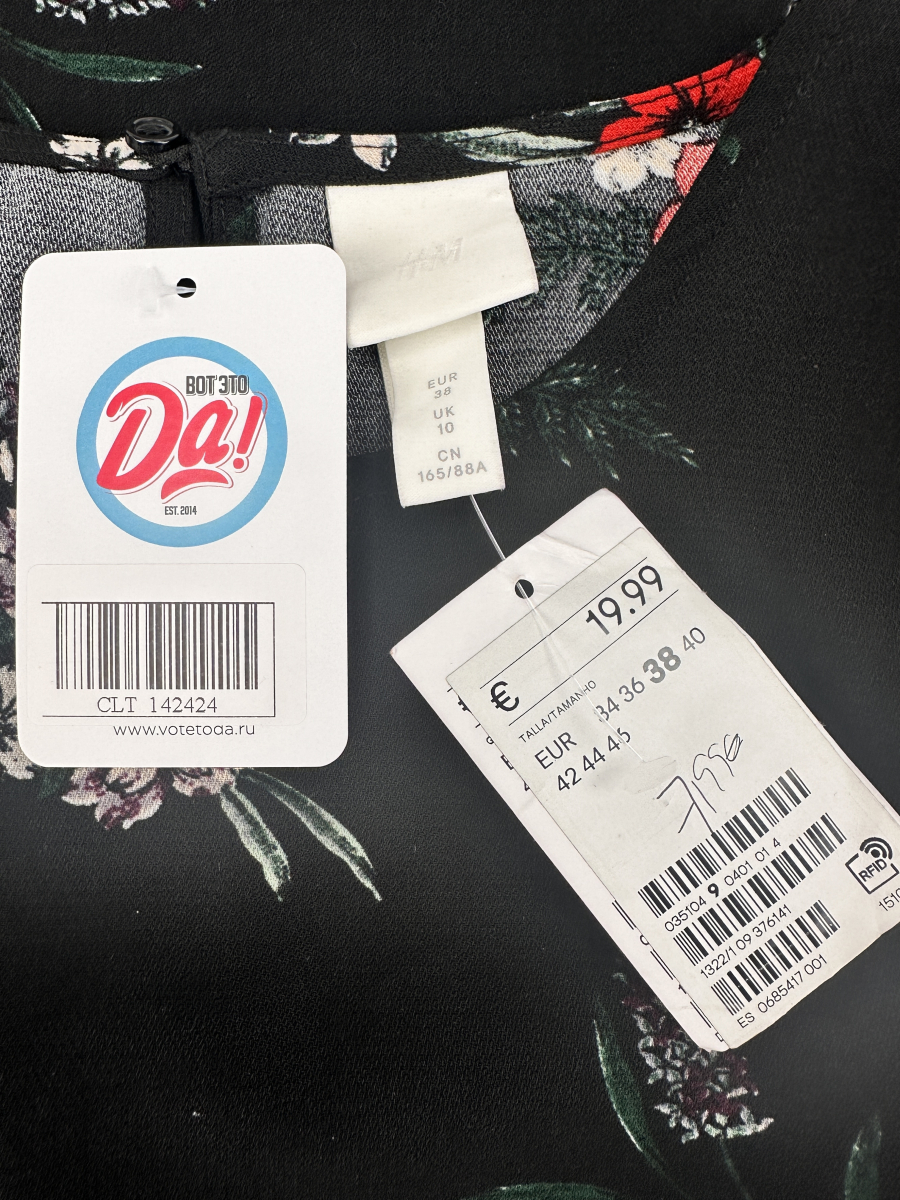 ВОТ ЭТО
Да!
EST. 2014
CLT 142424
www.votetoda.ru
H&M
EUR
38
UK
10
CN
165/88A
19.99
€
TALLA/TAMANHO
EUR 34 36 38 40
42 44 46
035104 9 0401 01 4
1322/1 09 376141
ES 0685417 001
RFID